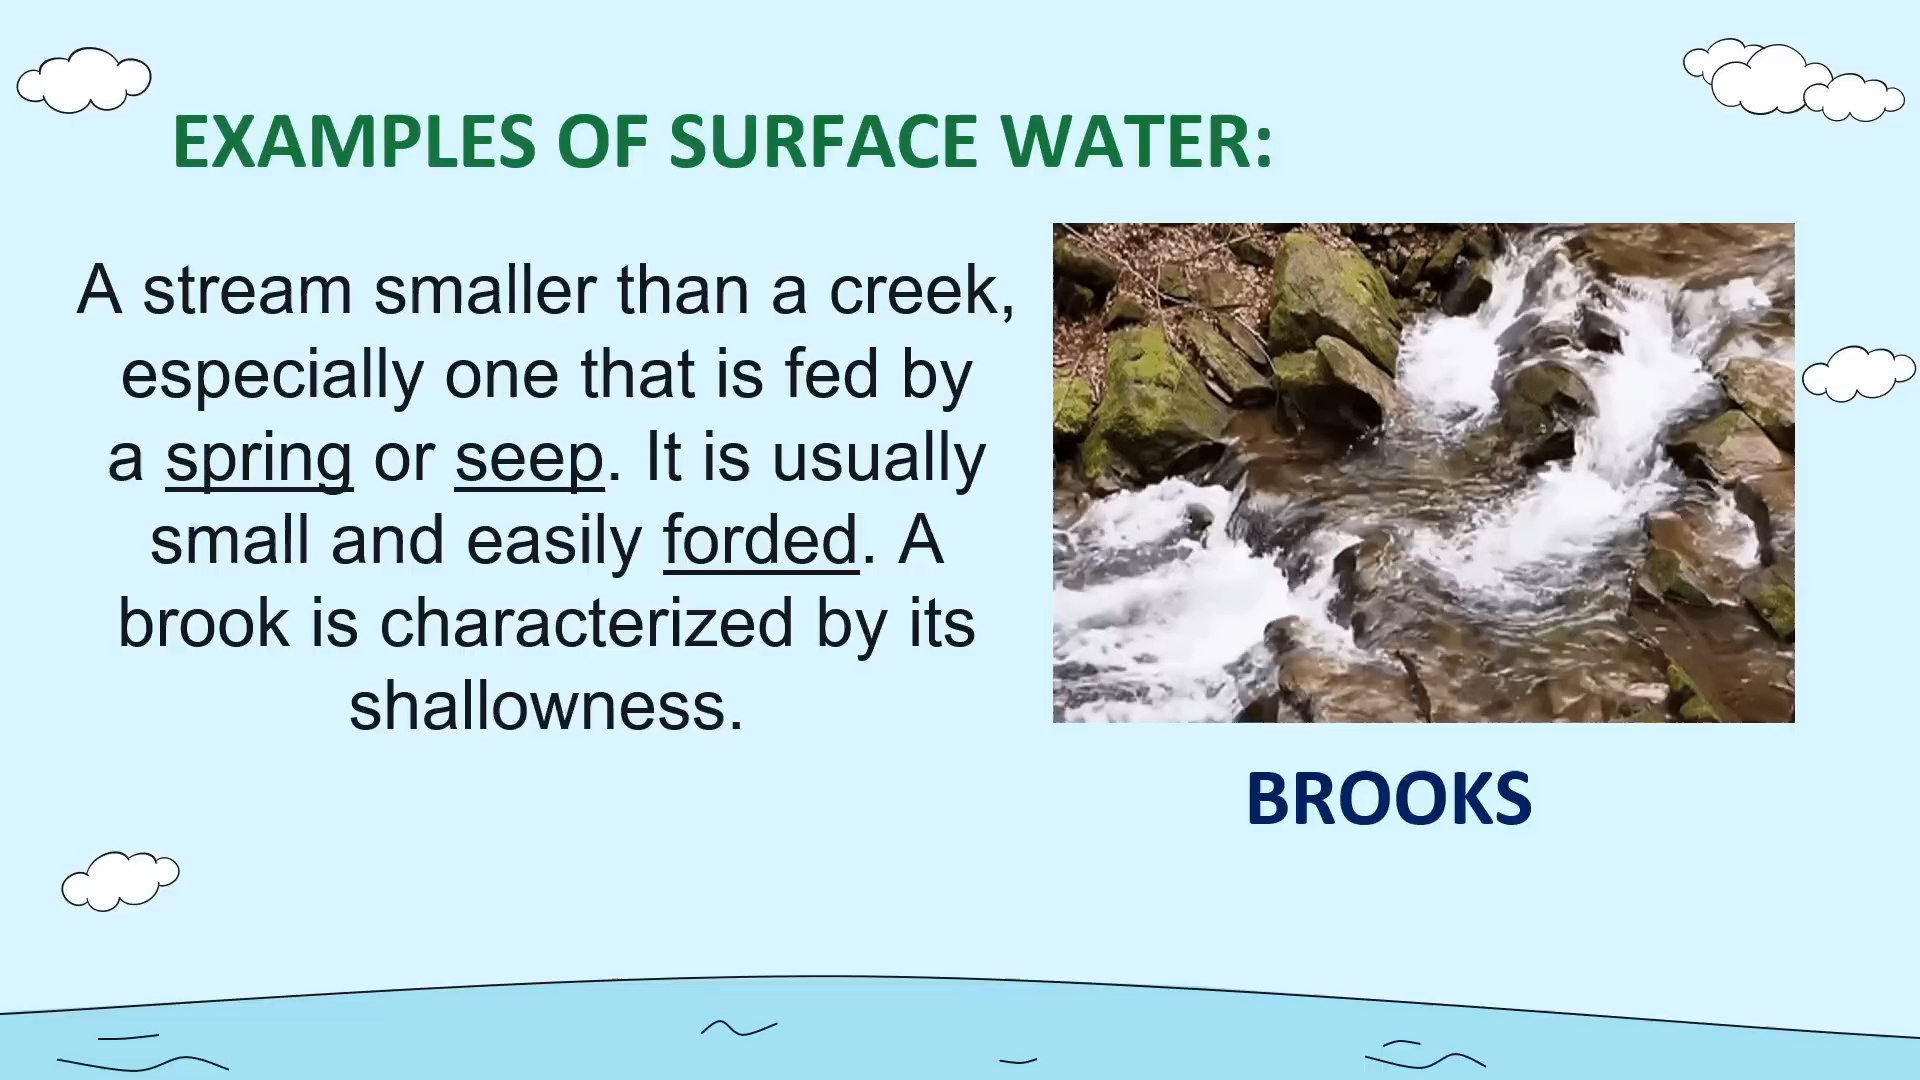 EXAMPLES OF SURFACE WATER:
A stream smaller than a creek,
especially one that is fed by
a spring or seep. It is usually
small and easily forded. A
brook is characterized by its
shallowness.
BROOKS